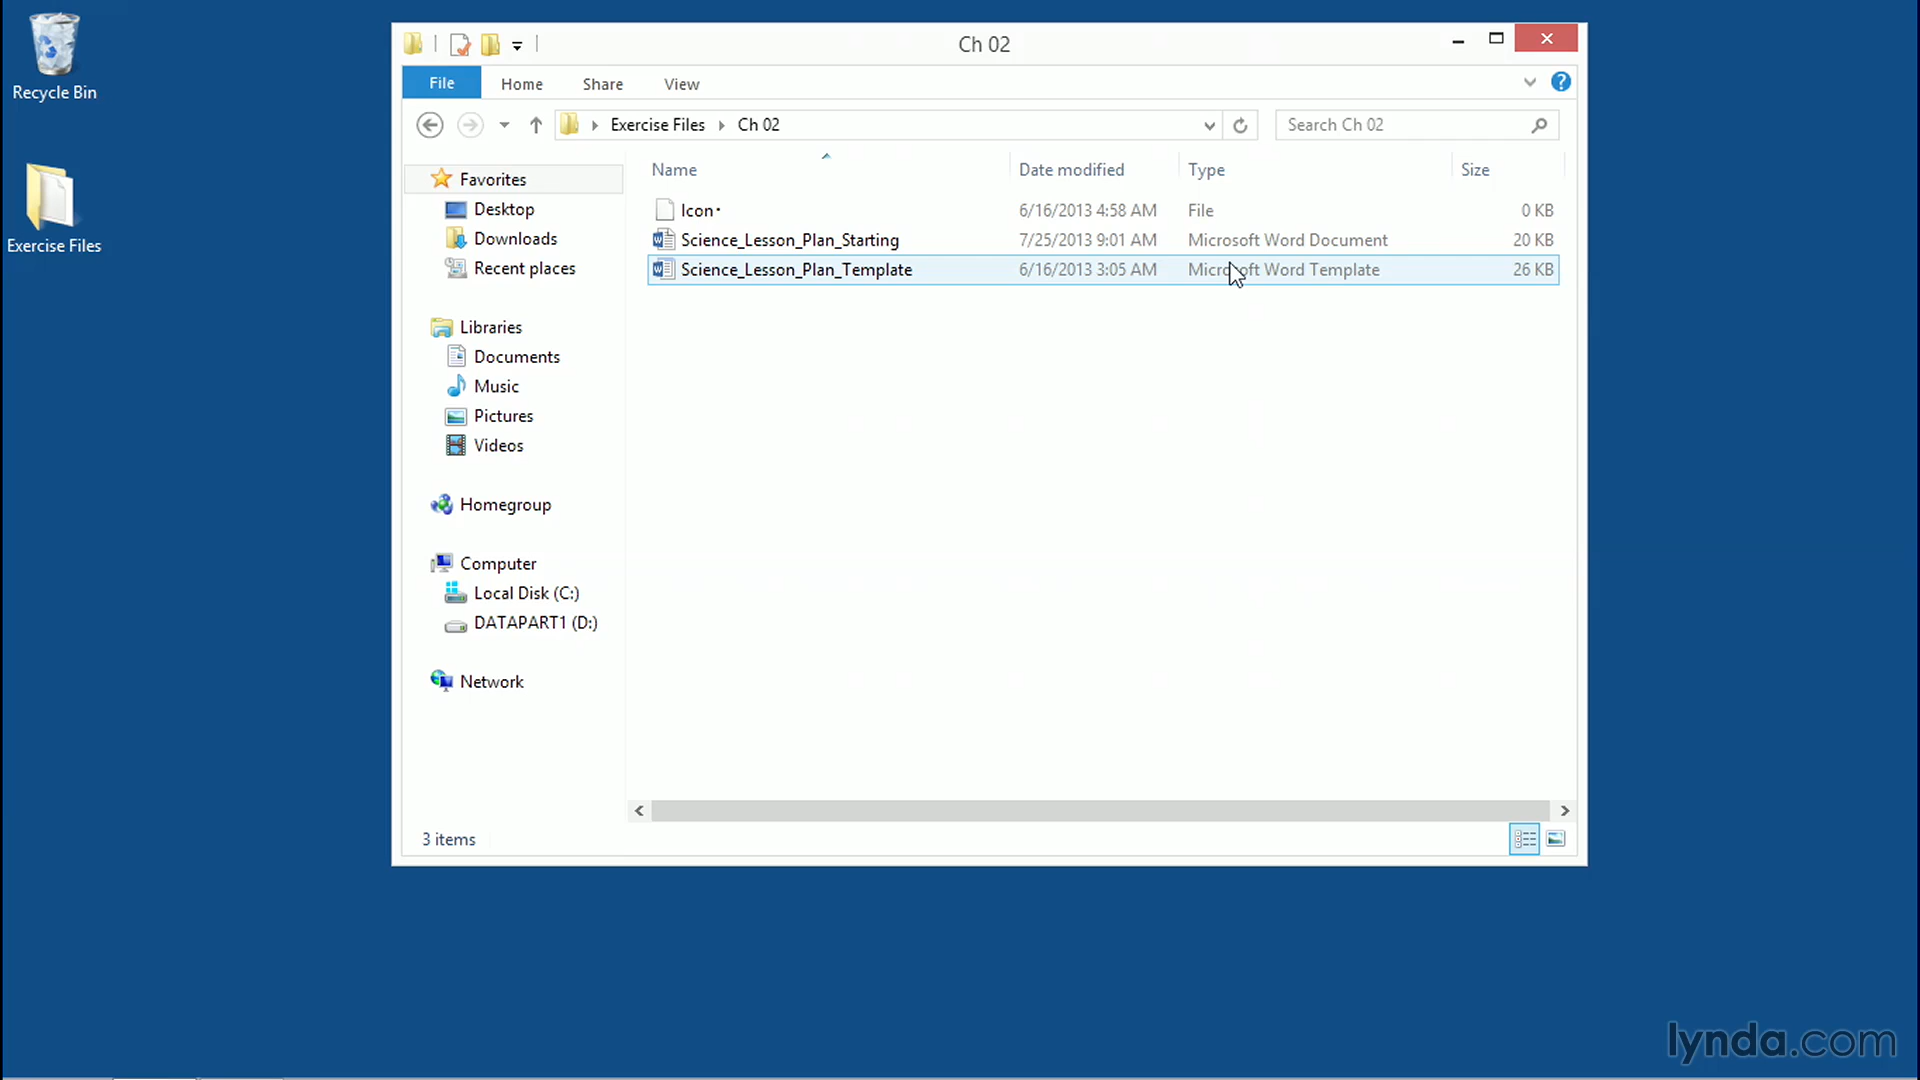 Recycle Bin
Exercise Files
Ch 02
File Home Share View
Exercise Files Ch 02
Search Ch 02
Name Date modified Type Size
Icon 6/16/2013 4:58 AM File 0 KB
Science_Lesson_Plan_Starting 7/25/2013 9:01 AM Microsoft Word Document 20 KB
Science_Lesson_Plan_Template 6/16/2013 3:05 AM Microsoft Word Template 26 KB
Favorites
Desktop
Downloads
Recent places
Libraries
Documents
Music
Pictures
Videos
Homegroup
Computer
Local Disk (C:)
DATAPART1 (D:)
Network
3 items
lynda.com